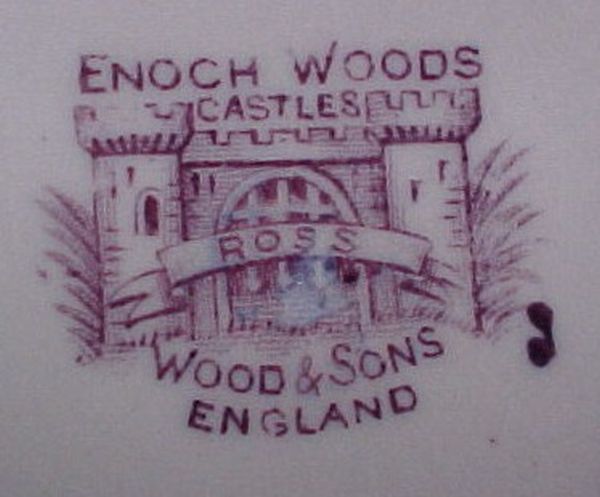 ENOCH WOODS
CASTLES
ROSS
WOOD & SONS
ENGLAND